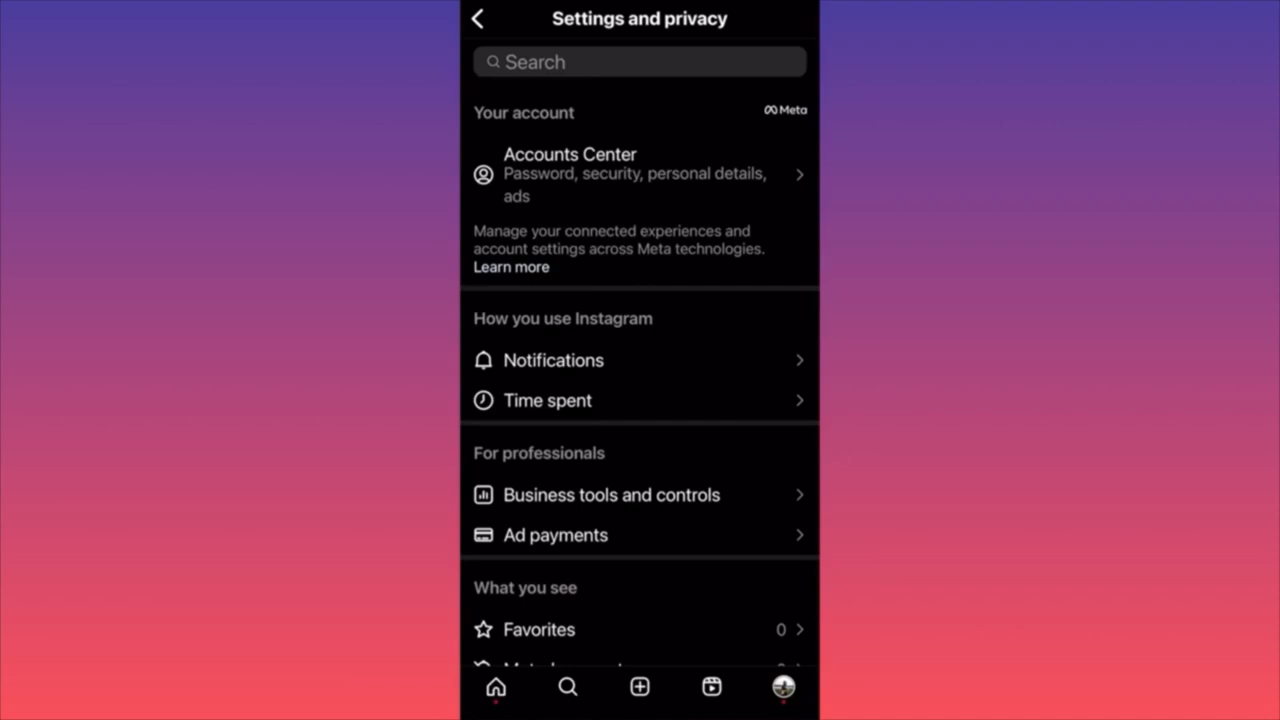 Settings and privacy
Search
Your account
Meta
Accounts Center
Password, security, personal details,
ads
Manage your connected experiences and
account settings across Meta technologies.
Learn more
How you use Instagram
Notifications
Time spent
For professionals
Business tools and controls
Ad payments
What you see
Favorites 0